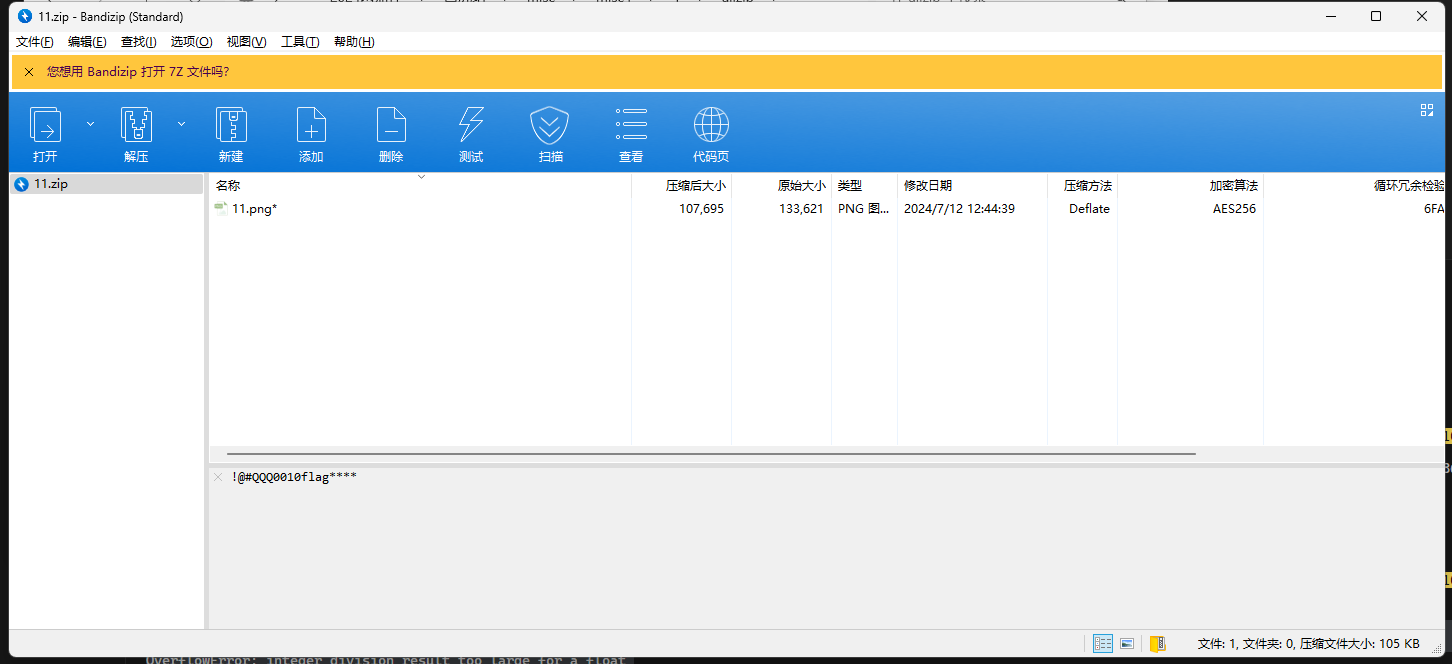 11.zip - Bandizip (Standard)
文件(F) 编辑(E) 查找(I) 选项(O) 视图(V) 工具(T) 帮助(H)
您想用 Bandizip 打开 7Z 文件吗?
打开 解压 新建 添加 删除 测试 扫描 查看 代码页
11.zip
名称 压缩后大小 原始大小 类型 修改日期 压缩方法 加密算法 循环冗余检验
11.png* 107,695 133,621 PNG 图... 2024/7/12 12:44:39 Deflate AES256 6FA
!@#QQQ0010flag****
文件: 1, 文件夹: 0, 压缩文件大小: 105 KB
OverflowError: integer division result too large for a float